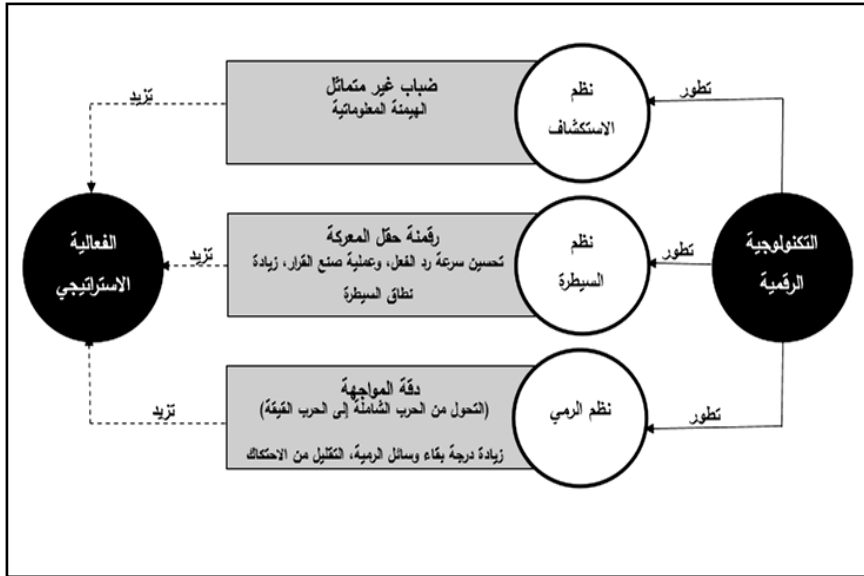 التكنولوجية
الرقمية
تطور
نظم
الاستكشاف
ضباب غير متماثل
الهيمنة المعلوماتية
تزيد
تطور
نظم
السيطرة
رقمنة حقل المعركة
تحسين سرعة رد الفعل، وعملية صنع القرار، زيادة
نطاق السيطرة
تزيد
تطور
نظم الرمي
دقة المواجهة
(التحول من الحرب الشاملة إلى الحرب القيقة)
زيادة درجة بقاء وسائل الرمية، التقليل من الاحتكاك
تزيد
الفعالية
الاستراتيجي